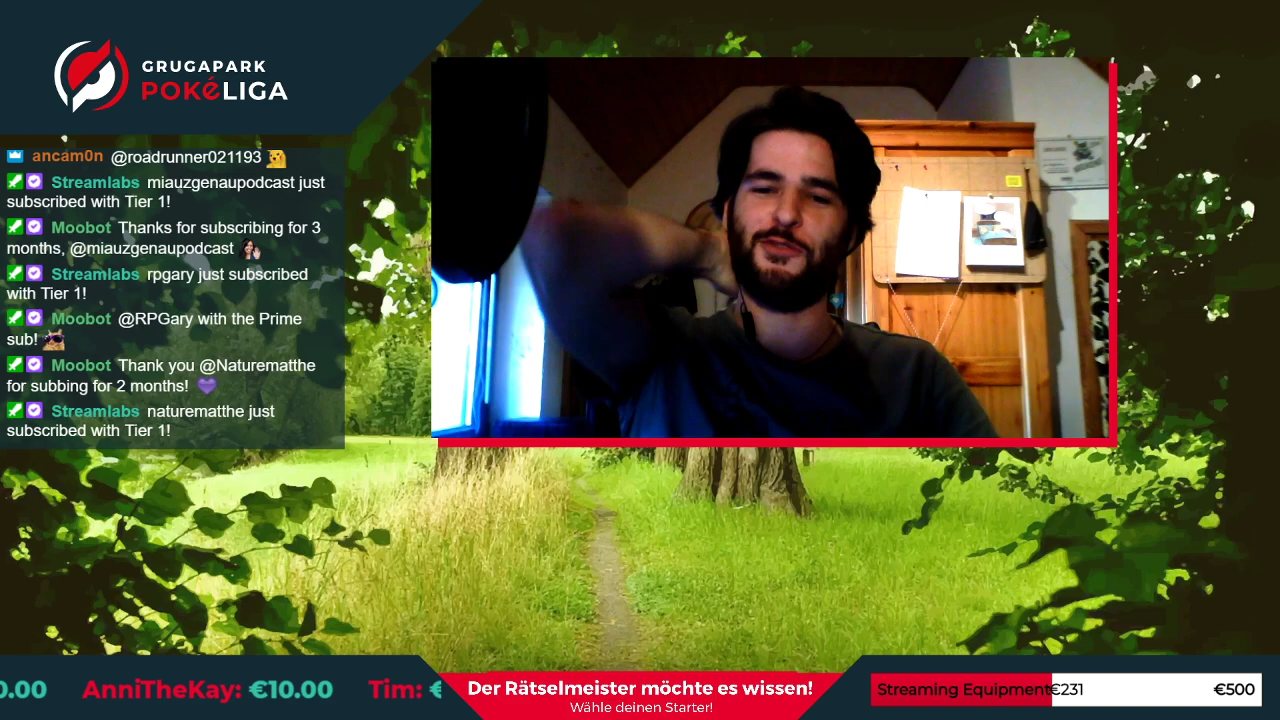 GRUGAPARK
POKéLIGA
ancam0n @roadrunner021193
Streamlabs miauzgenaupodcast just
subscribed with Tier 1!
Moobot Thanks for subscribing for 3
months, @miauzgenaupodcast
Streamlabs rpgary just subscribed
with Tier 1!
Moobot @RPGary with the Prime
sub!
Moobot Thank you @Naturematthe
for subbing for 2 months!
Streamlabs naturematthe just
subscribed with Tier 1!
0.00 AnniTheKay: €10.00 Tim: €
Der Rätselmeister möchte es wissen!
Wähle deinen Starter!
Streaming Equipment €231 €500